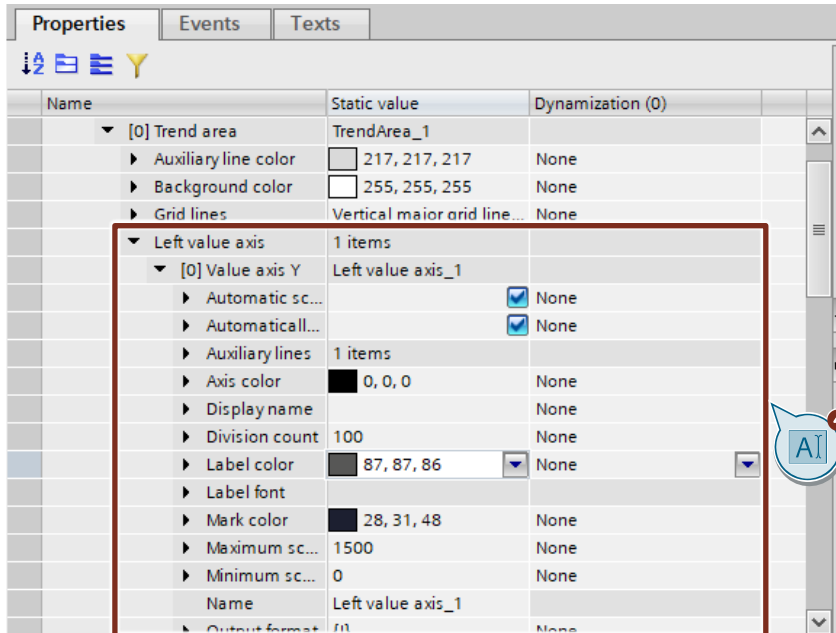 Properties Events Texts
Name Static value Dynamization (0)
[0] Trend area TrendArea_1
Auxiliary line color 217, 217, 217 None
Background color 255, 255, 255 None
Grid lines Vertical major grid line... None
Left value axis 1 items
[0] Value axis Y Left value axis_1
Automatic sc... None
Automaticall... None
Auxiliary lines 1 items
Axis color 0, 0, 0 None
Display name None
Division count 100 None
Label color 87, 87, 86 None
Label font
Mark color 28, 31, 48 None
Maximum sc... 1500 None
Minimum sc... 0 None
Name Left value axis_1
Output format {I} None